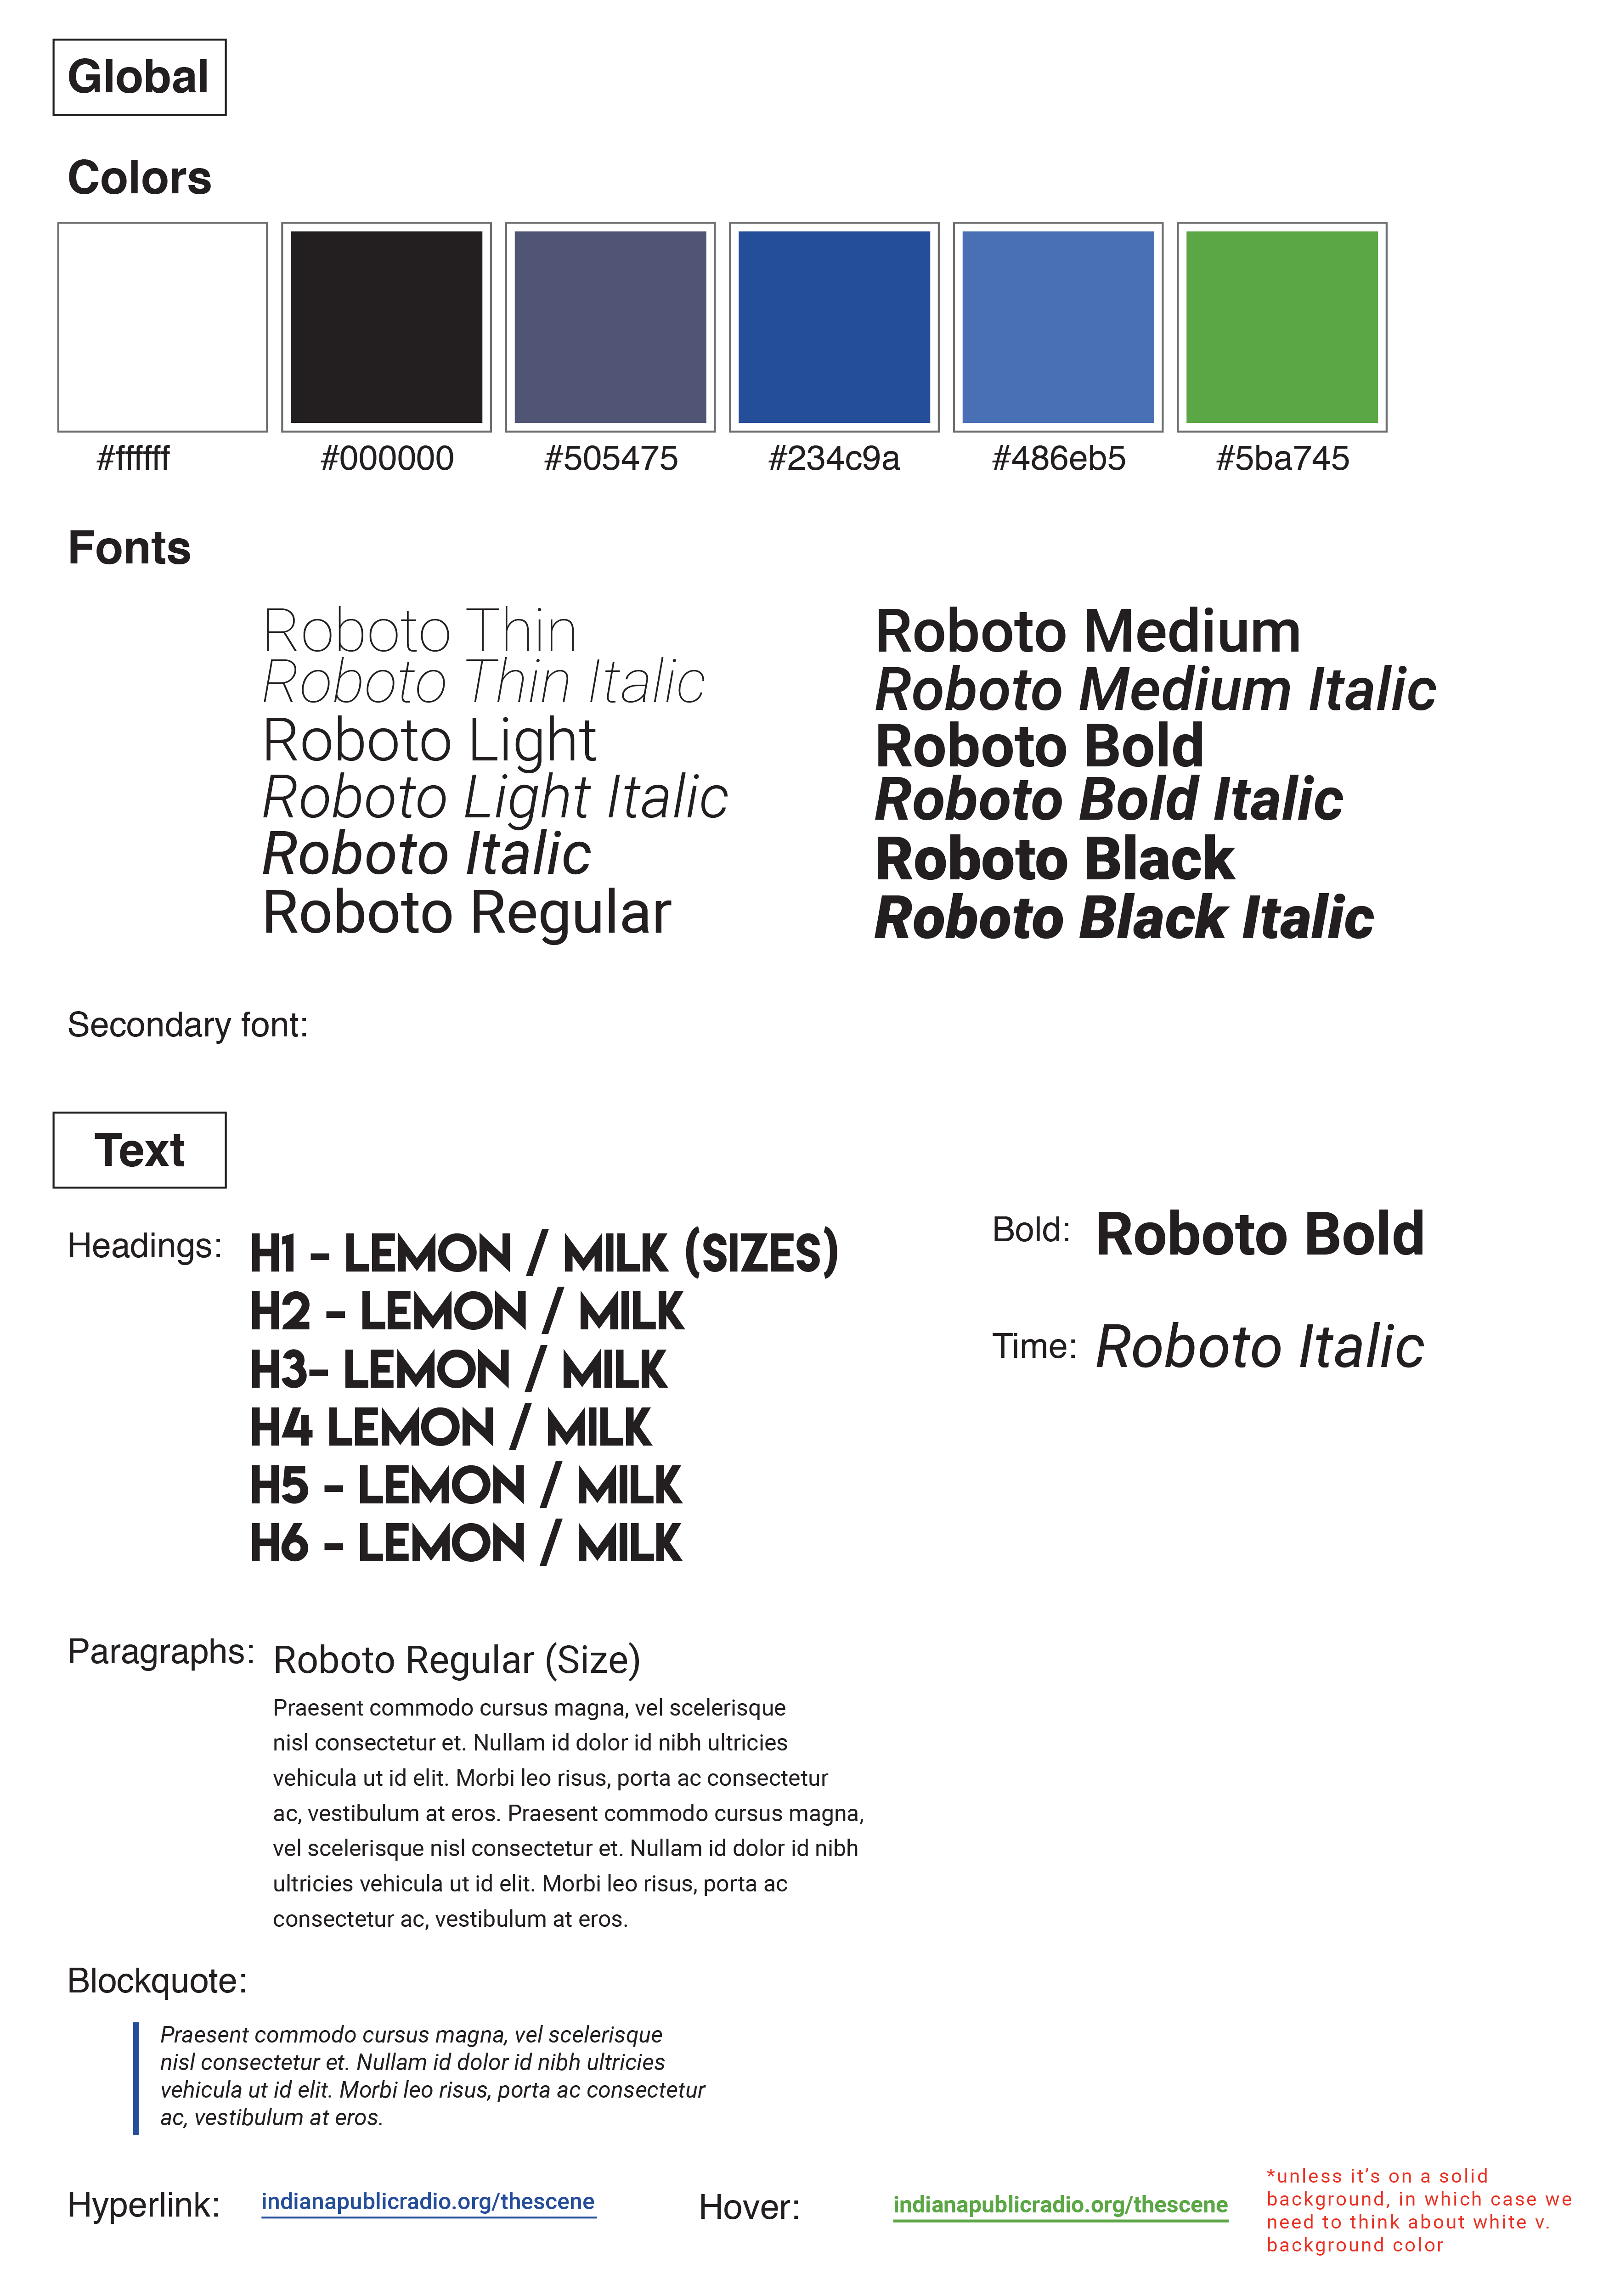 Global
Colors
#ffffff
#000000
#505475
#234c9a
#486eb5
#5ba745
Fonts
Roboto Thin
Roboto Thin Italic
Roboto Light
Roboto Light Italic
Roboto Italic
Roboto Regular
Roboto Medium
Roboto Medium Italic
Roboto Bold
Roboto Bold Italic
Roboto Black
Roboto Black Italic
Secondary font:
Text
Headings:
H1 - LEMON / MILK (SIZES)
H2 - LEMON / MILK
H3- LEMON / MILK
H4 LEMON / MILK
H5 - LEMON / MILK
H6 - LEMON / MILK
Bold: Roboto Bold
Time: Roboto Italic
Paragraphs: Roboto Regular (Size)
Praesent commodo cursus magna, vel scelerisque
nisl consectetur et. Nullam id dolor id nibh ultricies
vehicula ut id elit. Morbi leo risus, porta ac consectetur
ac, vestibulum at eros. Praesent commodo cursus magna,
vel scelerisque nisl consectetur et. Nullam id dolor id nibh
ultricies vehicula ut id elit. Morbi leo risus, porta ac
consectetur ac, vestibulum at eros.
Blockquote:
Praesent commodo cursus magna, vel scelerisque
nisl consectetur et. Nullam id dolor id nibh ultricies
vehicula ut id elit. Morbi leo risus, porta ac consectetur
ac, vestibulum at eros.
Hyperlink: indianapublicradio.org/thescene
Hover: indianapublicradio.org/thescene
*unless it's on a solid
background, in which case we
need to think about white v.
background color